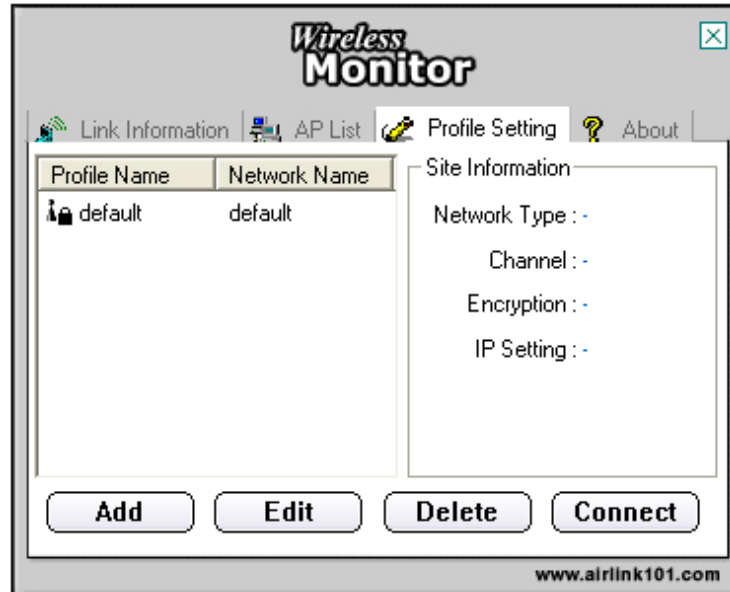 Wireless
Monitor
Link Information AP List Profile Setting About
Profile Name Network Name
default default
Site Information
Network Type : -
Channel : -
Encryption : -
IP Setting : -
Add Edit Delete Connect
www.airlink101.com